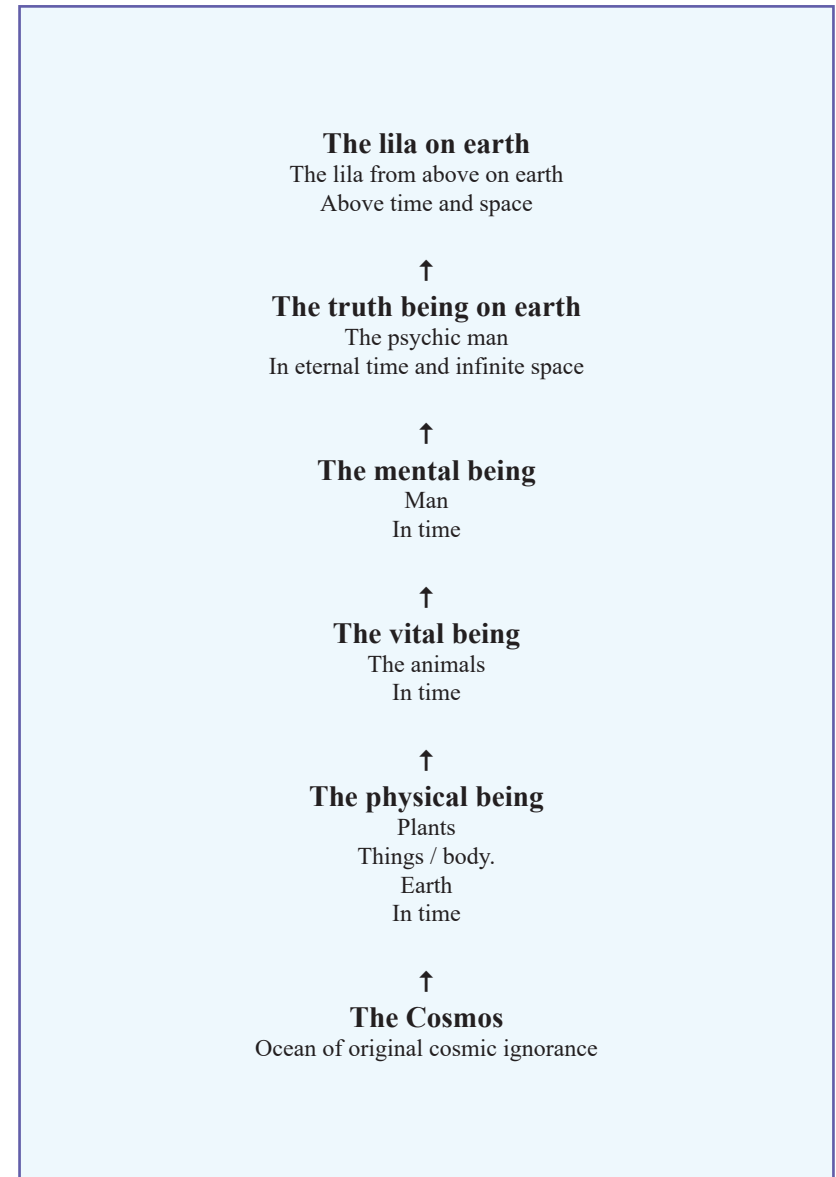 The lila on earth
The lila from above on earth
Above time and space
↑
The truth being on earth
The psychic man
In eternal time and infinite space
↑
The mental being
Man
In time
↑
The vital being
The animals
In time
↑
The physical being
Plants
Things / body.
Earth
In time
↑
The Cosmos
Ocean of original cosmic ignorance